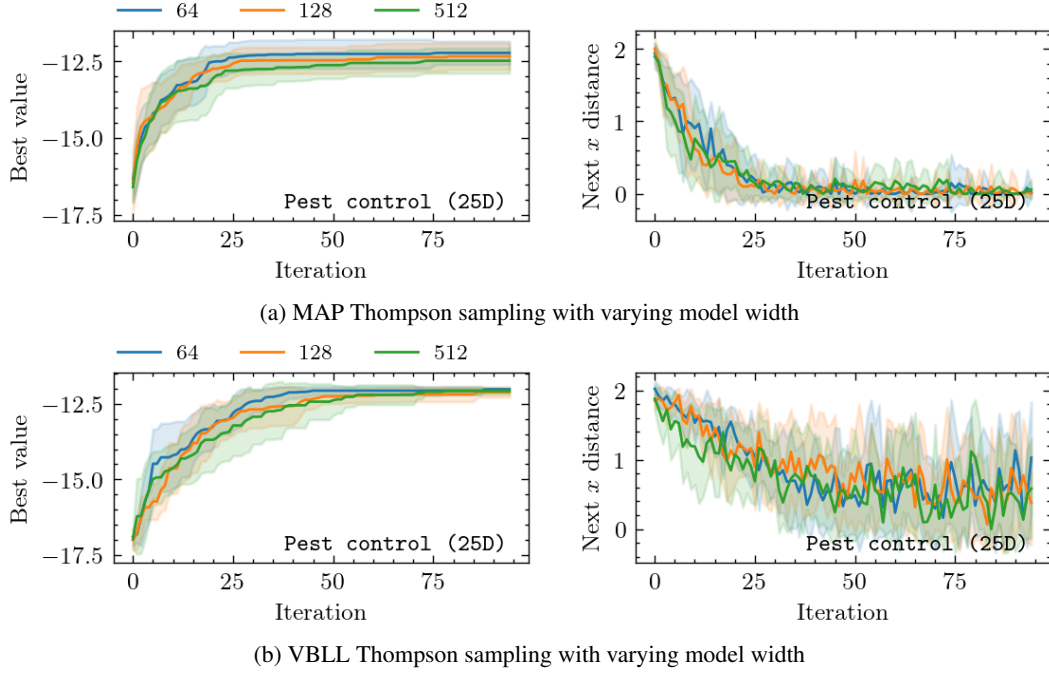 64 128 512
Best value
−12.5
−15.0
−17.5
0 25 50 75
Iteration
Pest control (25D)
Next x distance
2
1
0
0 25 50 75
Iteration
Pest control (25D)
(a) MAP Thompson sampling with varying model width
64 128 512
Best value
−12.5
−15.0
−17.5
0 25 50 75
Iteration
Pest control (25D)
Next x distance
2
1
0
0 25 50 75
Iteration
Pest control (25D)
(b) VBLL Thompson sampling with varying model width